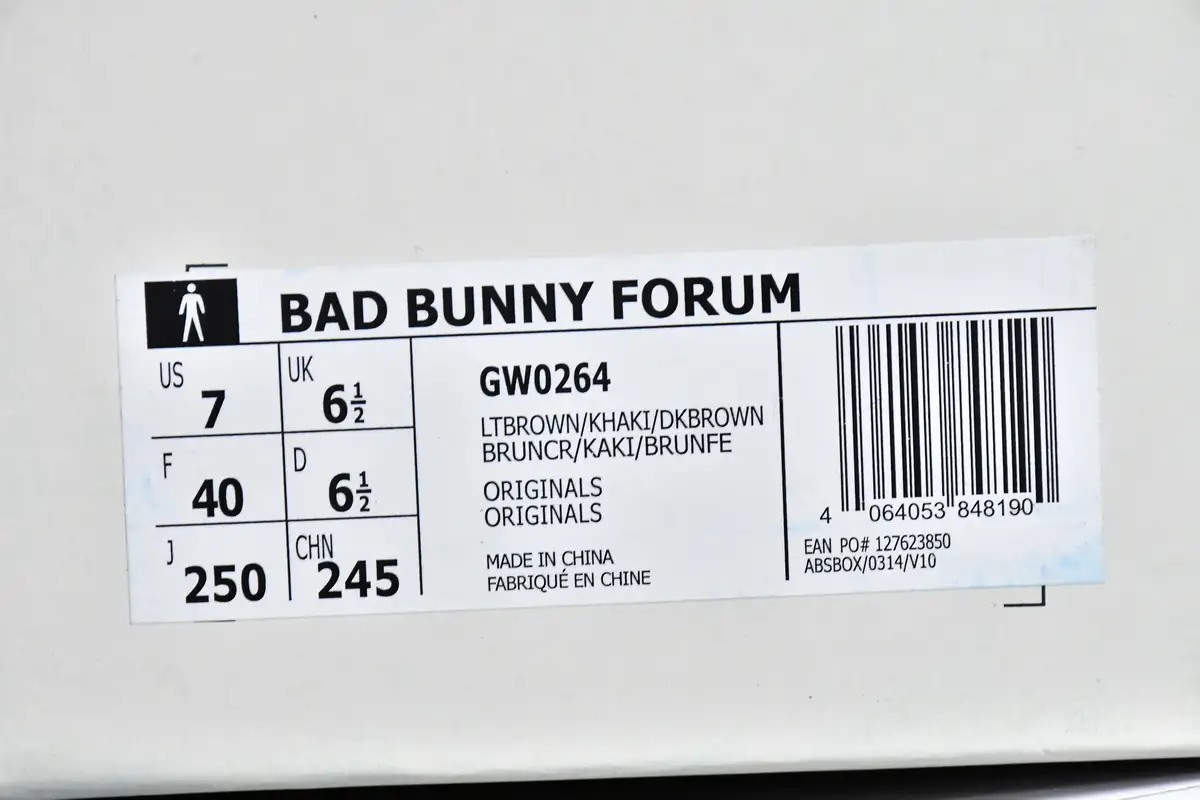 BAD BUNNY FORUM
US 7
UK 6½
F 40
D 6½
J 250
CHN 245
GW0264
LTBROWN/KHAKI/DKBROWN
BRUNCR/KAKI/BRUNFE
ORIGINALS
ORIGINALS
MADE IN CHINA
FABRIQUÉ EN CHINE
4 064053 848190
EAN PO# 127623850
ABSBOX/0314/V10